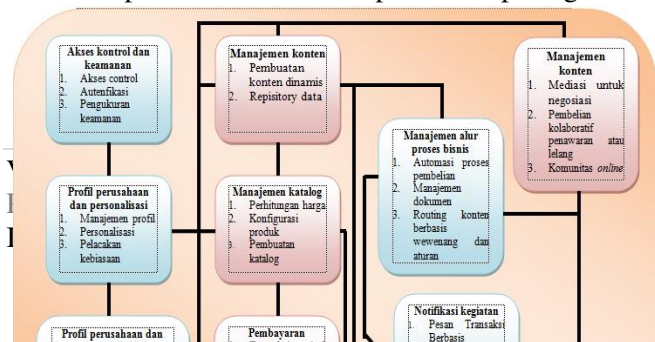 Akses kontrol dan
keamanan
1. Akses control
2. Autenfikasi
3. Pengukuran
keamanan
Manajemen konten
1. Pembuatan
konten dinamis
2. Repisitory data
Manajemen
konten
1. Mediasi untuk
negosiasi
2. Pembelian
kolaboratif
penawaran atau
lelang
3. Komunitas online
Manajemen alur
proses bisnis
1. Automasi proses
pembelian
2. Manajemen
dokumen
3. Routing konten
berbasis
wewenang dan
aturan
Profil perusahaan
dan personalisasi
1. Manajemen profil
2. Personalisasi
3. Pelacakan
kebiasaan
Manajemen katalog
1. Perhitungan harga
2. Konfigurasi
produk
3. Pembuatan
katalog
Notifikasi kegiatan
1. Pesan Transaksi
Berbasis
Profil perusahaan dan
Pembayaran